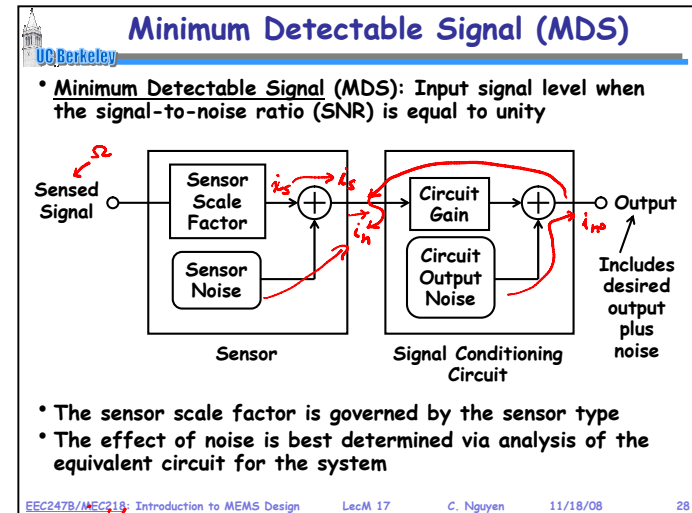 Minimum Detectable Signal (MDS)
UC Berkeley
• Minimum Detectable Signal (MDS): Input signal level when
the signal-to-noise ratio (SNR) is equal to unity
Ω
Sensed
Signal
Sensor
Scale
Factor
is
is
in
Sensor
Noise
Sensor
Circuit
Gain
Circuit
Output
Noise
Signal Conditioning
Circuit
Output
ino
Includes
desired
output
plus
noise
• The sensor scale factor is governed by the sensor type
• The effect of noise is best determined via analysis of the
equivalent circuit for the system
EEC247B/MEC218: Introduction to MEMS Design LecM 17 C. Nguyen 11/18/08 28